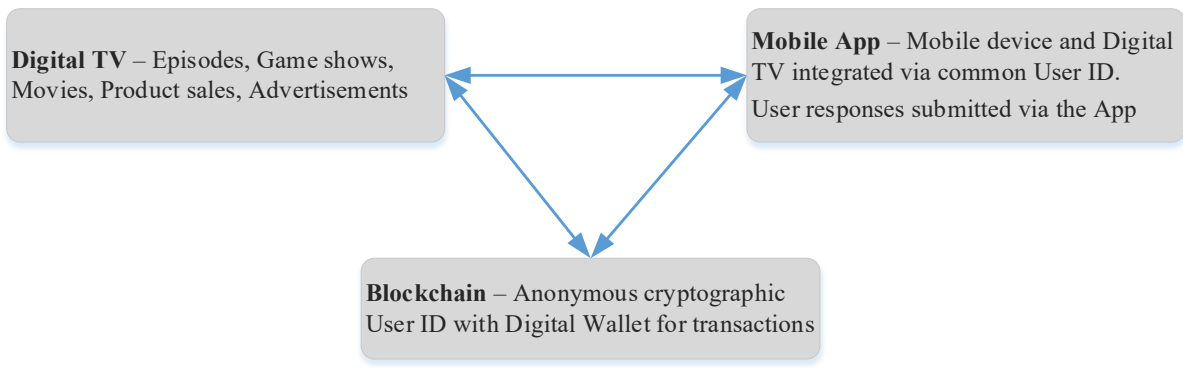 Digital TV – Episodes, Game shows,
Movies, Product sales, Advertisements
Mobile App – Mobile device and Digital
TV integrated via common User ID.
User responses submitted via the App
Blockchain – Anonymous cryptographic
User ID with Digital Wallet for transactions